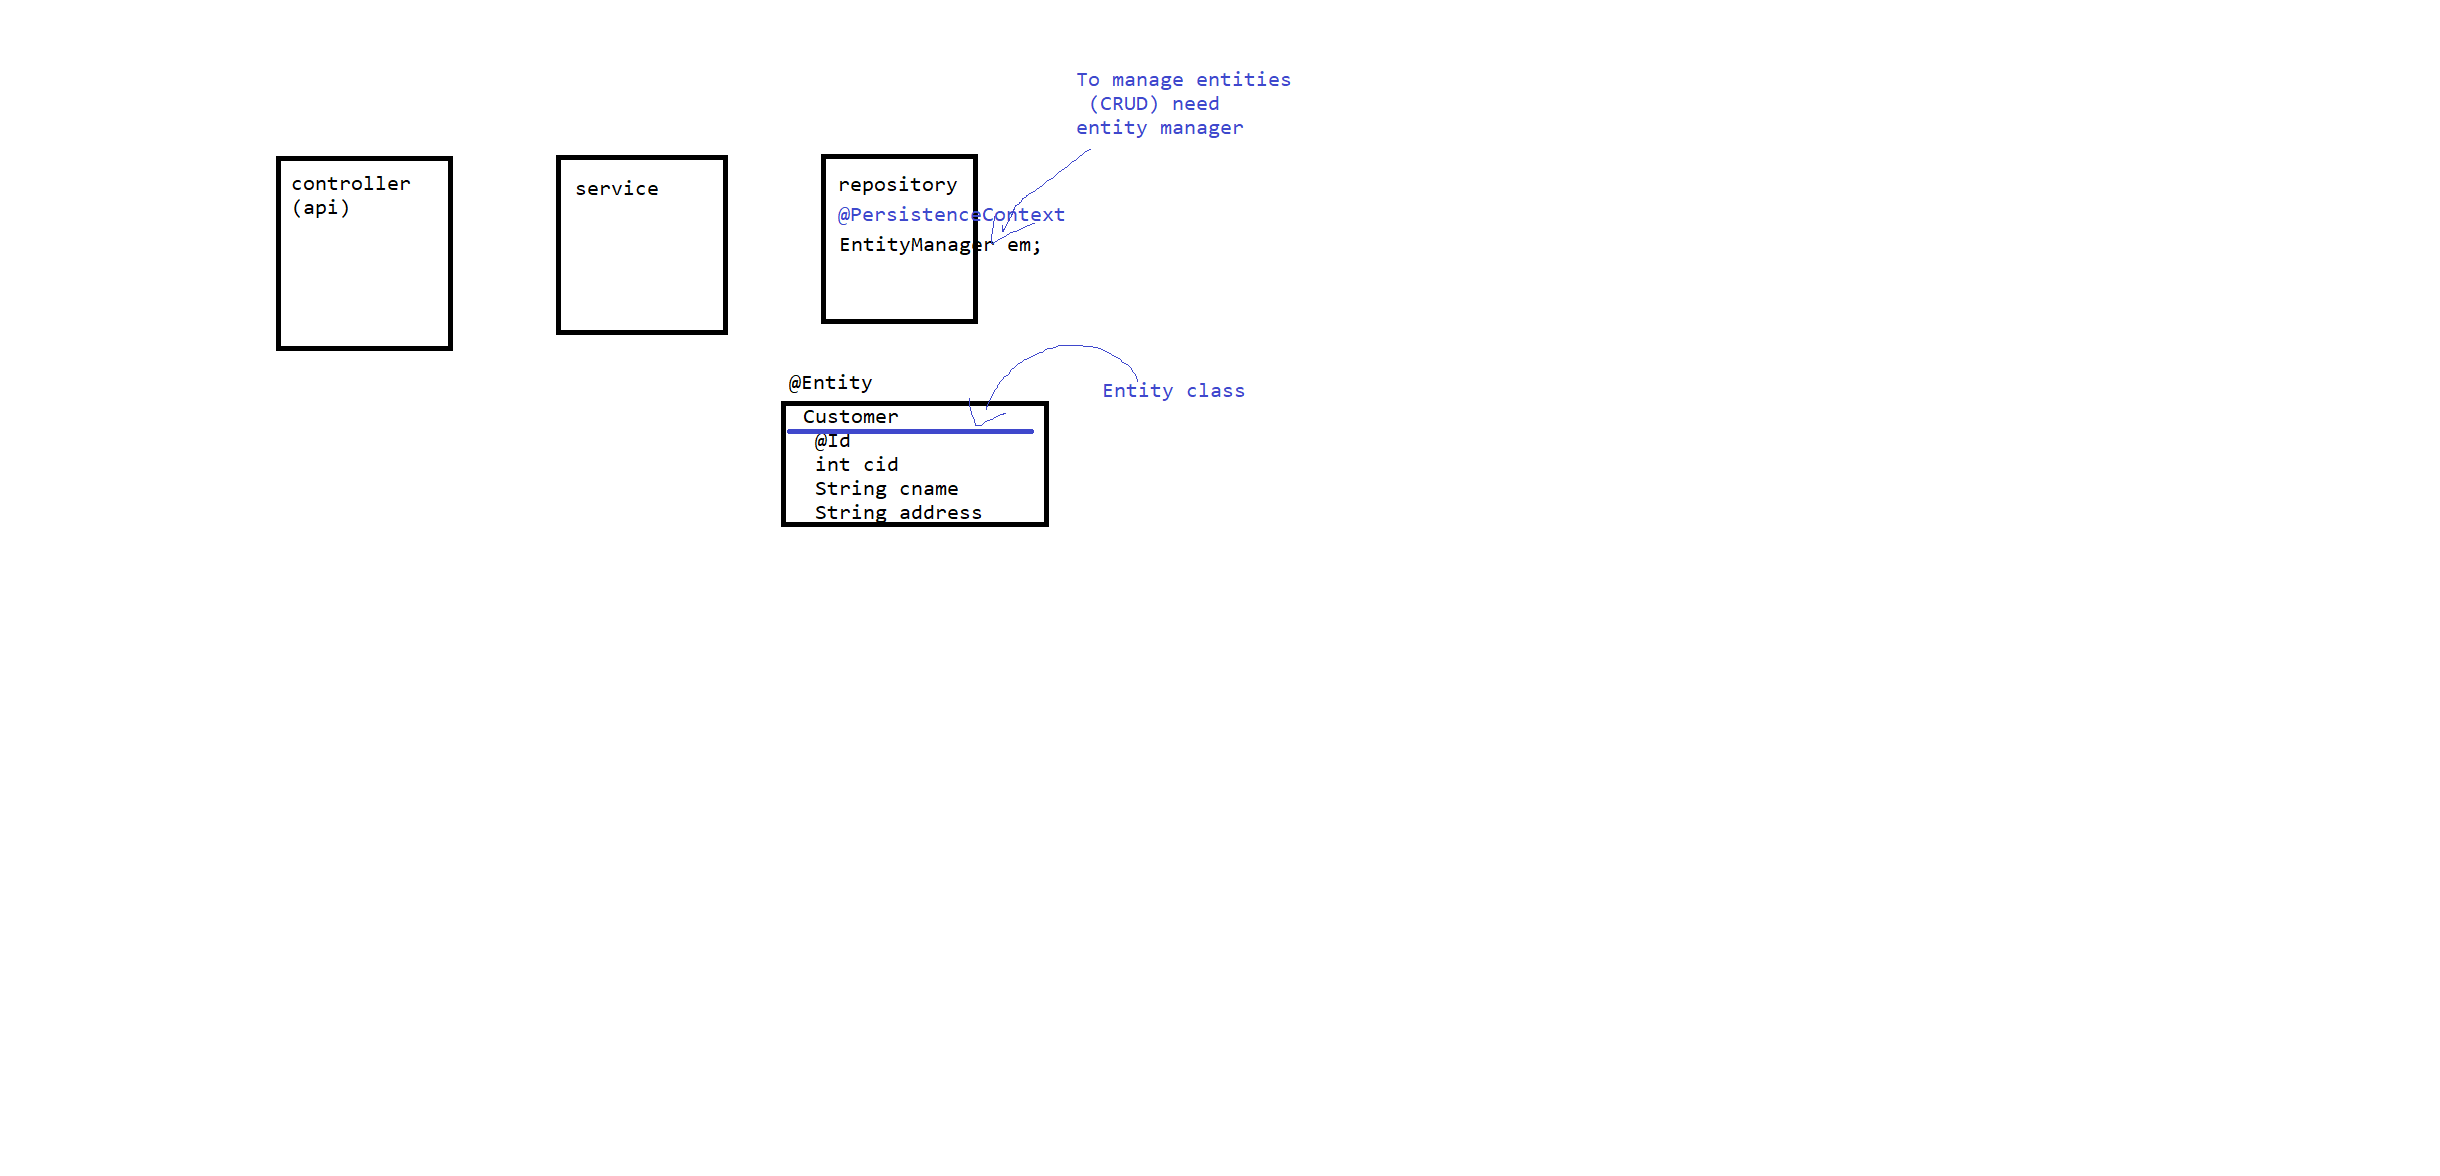 To manage entities
(CRUD) need
entity manager
controller
(api)
service
repository
@PersistenceContext
EntityManager em;
@Entity
Entity class
Customer
@Id
int cid
String cname
String address